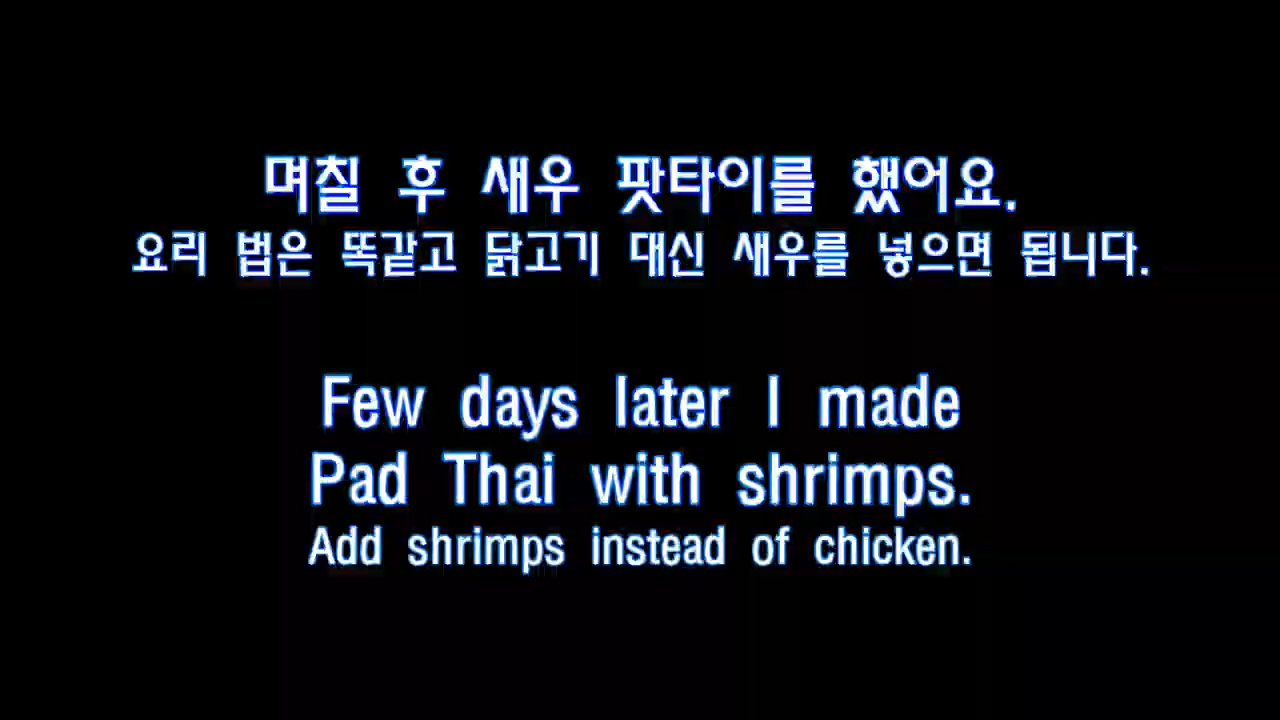 며칠 후 새우 팟타이를 했어요.
요리 법은 똑같고 닭고기 대신 새우를 넣으면 됩니다.
Few days later I made
Pad Thai with shrimps.
Add shrimps instead of chicken.